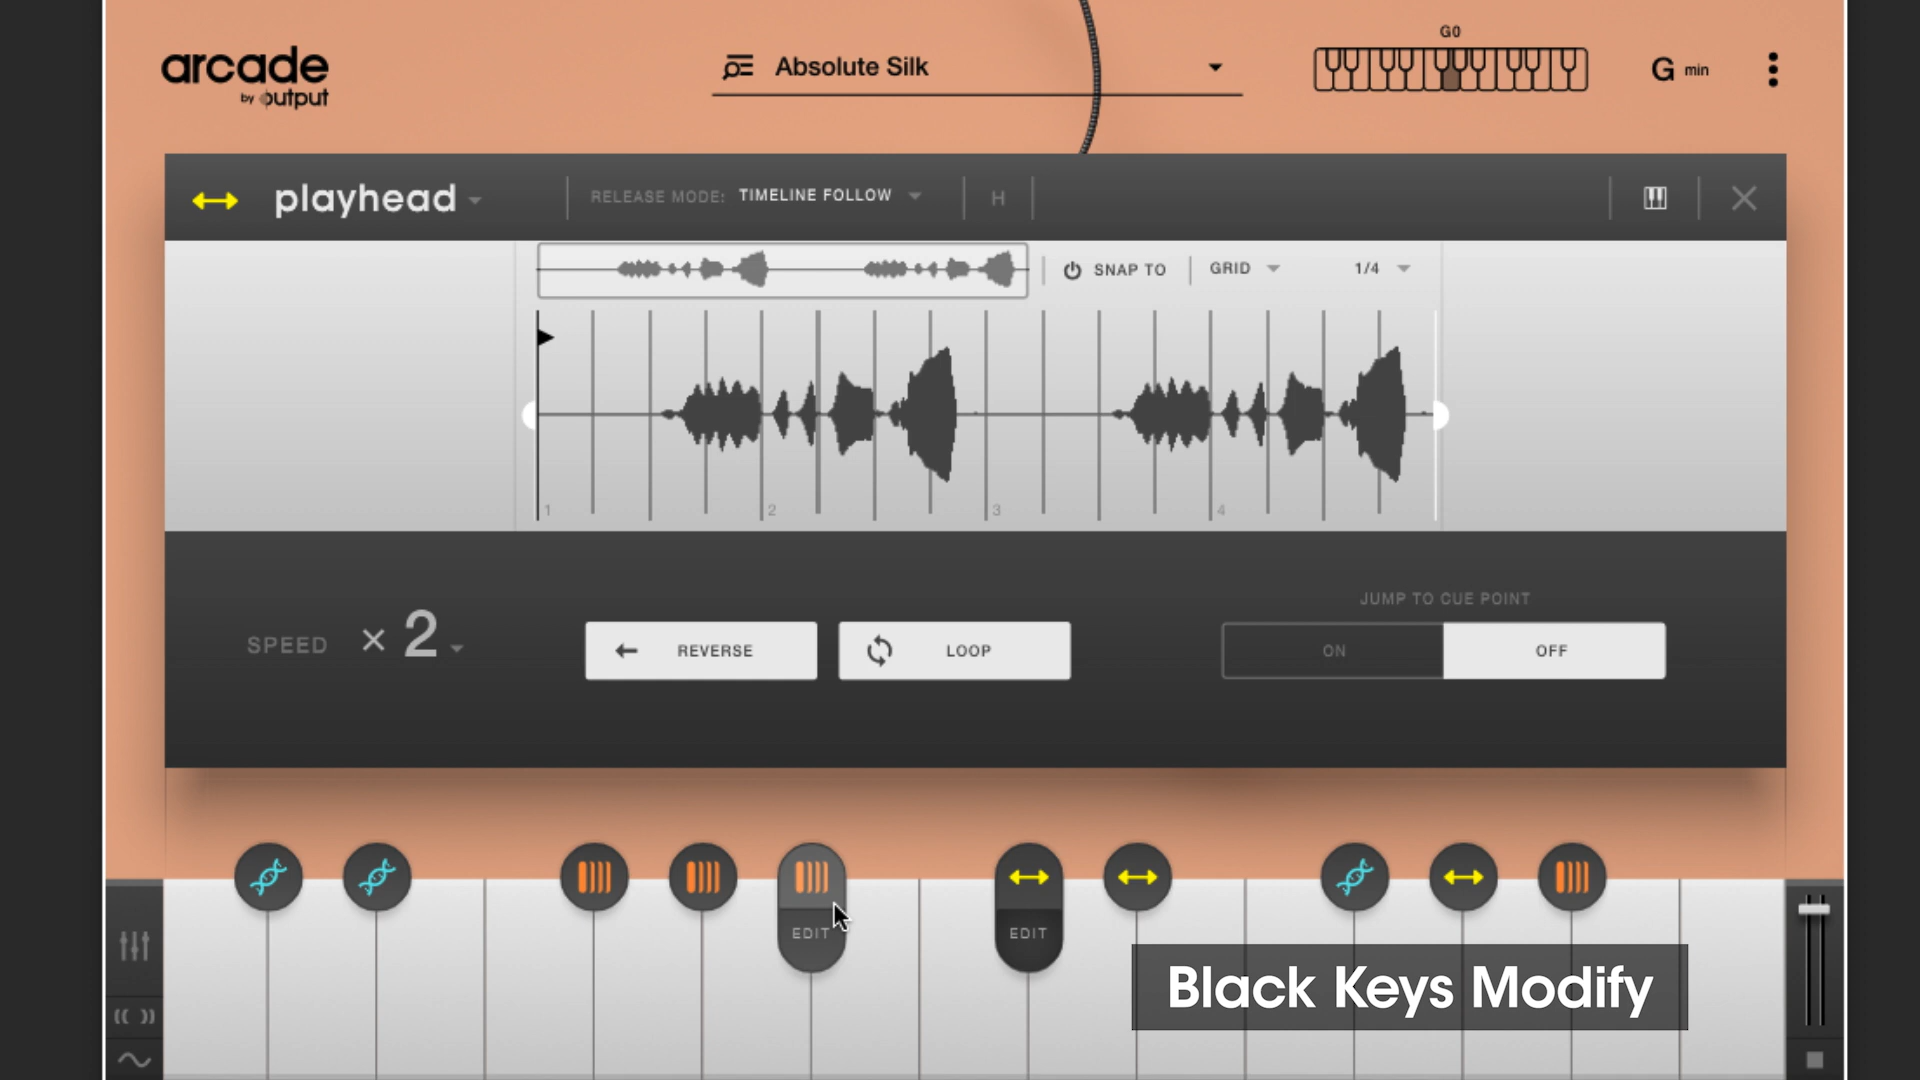 arcade
by output
Absolute Silk
G0
G min
playhead
RELEASE MODE: TIMELINE FOLLOW
H
SNAP TO
GRID
1/4
1
2
3
4
SPEED × 2
REVERSE
LOOP
JUMP TO CUE POINT
ON
OFF
EDIT
EDIT
Black Keys Modify